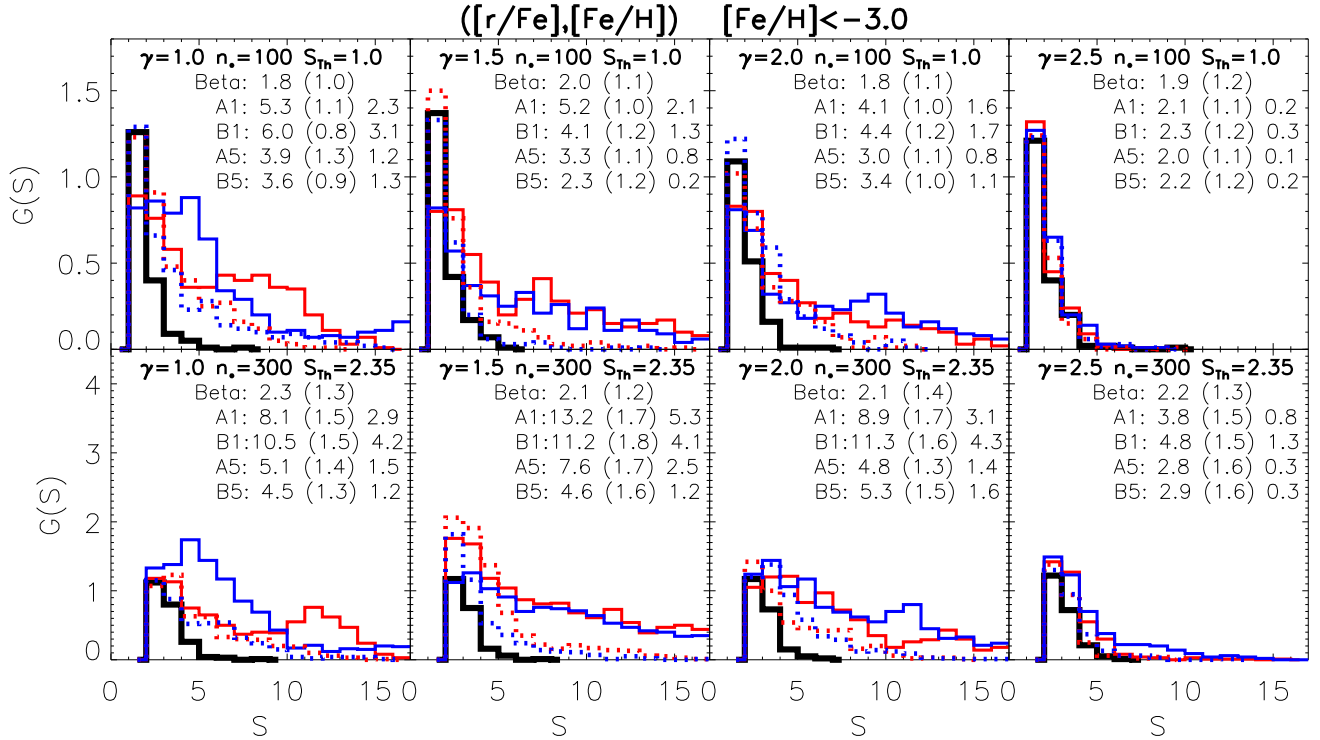 ([r/Fe],[Fe/H]) [Fe/H]<-3.0
γ=1.0 n*=100 STh=1.0
Beta: 1.8 (1.0)
A1: 5.3 (1.1) 2.3
B1: 6.0 (0.8) 3.1
A5: 3.9 (1.3) 1.2
B5: 3.6 (0.9) 1.3
γ=1.5 n*=100 STh=1.0
Beta: 2.0 (1.1)
A1: 5.2 (1.0) 2.1
B1: 4.1 (1.2) 1.3
A5: 3.3 (1.1) 0.8
B5: 2.3 (1.2) 0.2
γ=2.0 n*=100 STh=1.0
Beta: 1.8 (1.1)
A1: 4.1 (1.0) 1.6
B1: 4.4 (1.2) 1.7
A5: 3.0 (1.1) 0.8
B5: 3.4 (1.0) 1.1
γ=2.5 n*=100 STh=1.0
Beta: 1.9 (1.2)
A1: 2.1 (1.1) 0.2
B1: 2.3 (1.2) 0.3
A5: 2.0 (1.1) 0.1
B5: 2.2 (1.2) 0.2
G(S)
1.5
1.0
0.5
0.0
γ=1.0 n*=300 STh=2.35
Beta: 2.3 (1.3)
A1: 8.1 (1.5) 2.9
B1:10.5 (1.5) 4.2
A5: 5.1 (1.4) 1.5
B5: 4.5 (1.3) 1.2
γ=1.5 n*=300 STh=2.35
Beta: 2.1 (1.2)
A1:13.2 (1.7) 5.3
B1:11.2 (1.8) 4.1
A5: 7.6 (1.7) 2.5
B5: 4.6 (1.6) 1.2
γ=2.0 n*=300 STh=2.35
Beta: 2.1 (1.4)
A1: 8.9 (1.7) 3.1
B1:11.3 (1.6) 4.3
A5: 4.8 (1.3) 1.4
B5: 5.3 (1.5) 1.6
γ=2.5 n*=300 STh=2.35
Beta: 2.2 (1.3)
A1: 3.8 (1.5) 0.8
B1: 4.8 (1.5) 1.3
A5: 2.8 (1.6) 0.3
B5: 2.9 (1.6) 0.3
G(S)
4
3
2
1
0
0 5 10 15 0 5 10 15 0 5 10 15 0 5 10 15
S S S S